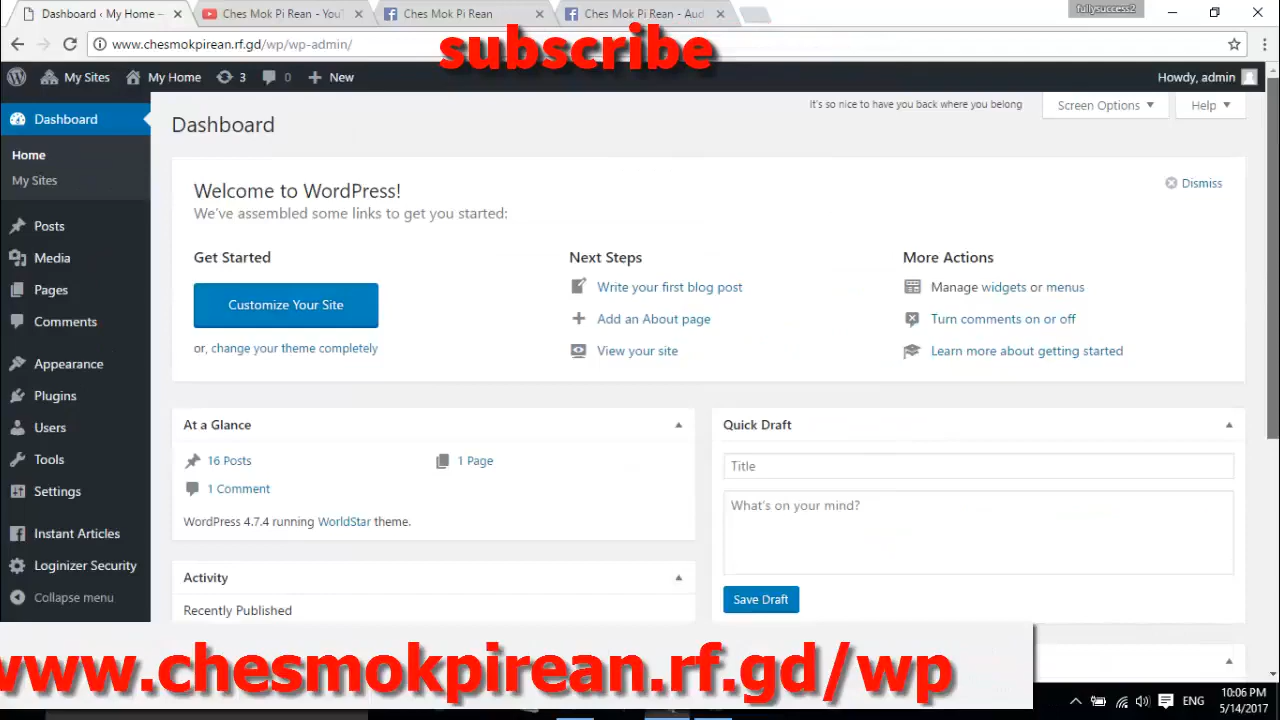 Dashboard ‹ My Home –
Ches Mok Pi Rean - YouT
Ches Mok Pi Rean
Ches Mok Pi Rean - Aud
fullysuccess2
www.chesmokpirean.rf.gd/wp/wp-admin/
subscribe
My Sites
My Home
3
0
New
Howdy, admin
Dashboard
Home
My Sites
Posts
Media
Pages
Comments
Appearance
Plugins
Users
Tools
Settings
Instant Articles
Loginizer Security
Collapse menu
It's so nice to have you back where you belong
Screen Options
Help
Dashboard
Welcome to WordPress!
Dismiss
We've assembled some links to get you started:
Get Started
Customize Your Site
or, change your theme completely
Next Steps
Write your first blog post
Add an About page
View your site
More Actions
Manage widgets or menus
Turn comments on or off
Learn more about getting started
At a Glance
16 Posts
1 Page
1 Comment
WordPress 4.7.4 running WorldStar theme.
Activity
Recently Published
Quick Draft
Title
What's on your mind?
Save Draft
www.chesmokpirean.rf.gd/wp
ENG
10:06 PM
5/14/2017